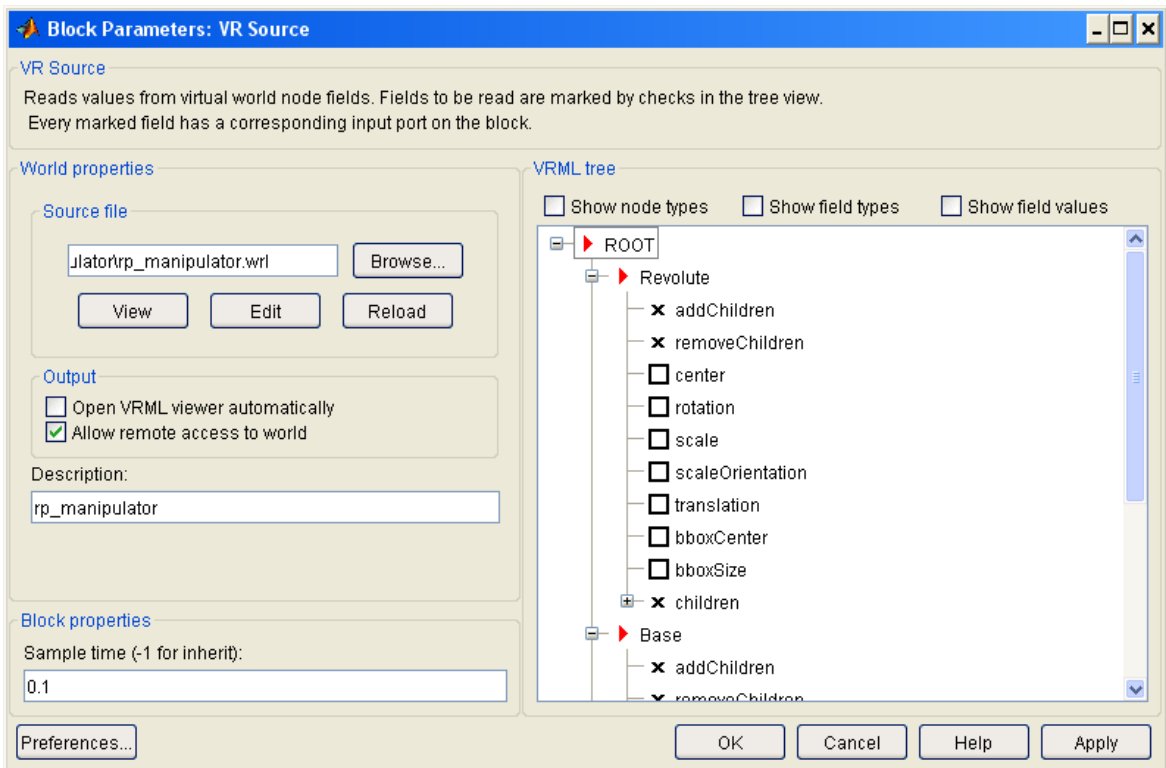 Block Parameters: VR Source
VR Source
Reads values from virtual world node fields. Fields to be read are marked by checks in the tree view.
Every marked field has a corresponding input port on the block.
World properties
Source file
ulator\rp_manipulator.wrl
Browse...
View
Edit
Reload
Output
Open VRML viewer automatically
Allow remote access to world
Description:
rp_manipulator
Block properties
Sample time (-1 for inherit):
0.1
VRML tree
Show node types
Show field types
Show field values
ROOT
Revolute
addChildren
removeChildren
center
rotation
scale
scaleOrientation
translation
bboxCenter
bboxSize
children
Base
addChildren
removeChildren
Preferences...
OK
Cancel
Help
Apply